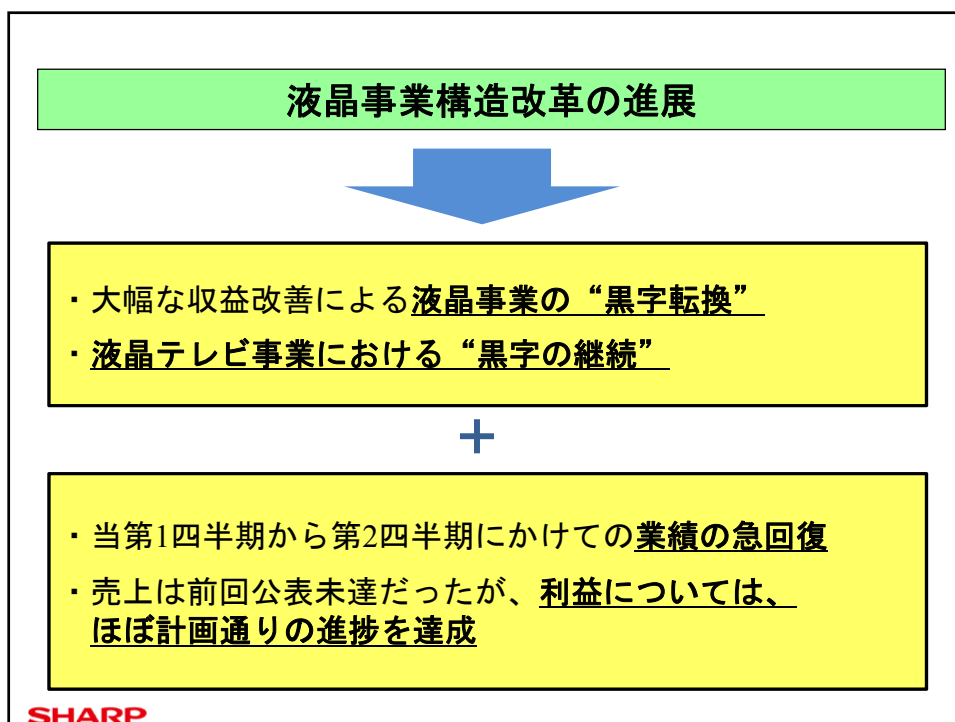 液晶事業構造改革の進展
・大幅な収益改善による液晶事業の“黒字転換”
・液晶テレビ事業における“黒字の継続”
＋
・当第1四半期から第2四半期にかけての業績の急回復
・売上は前回公表未達だったが、利益については、
ほぼ計画通りの進捗を達成
SHARP